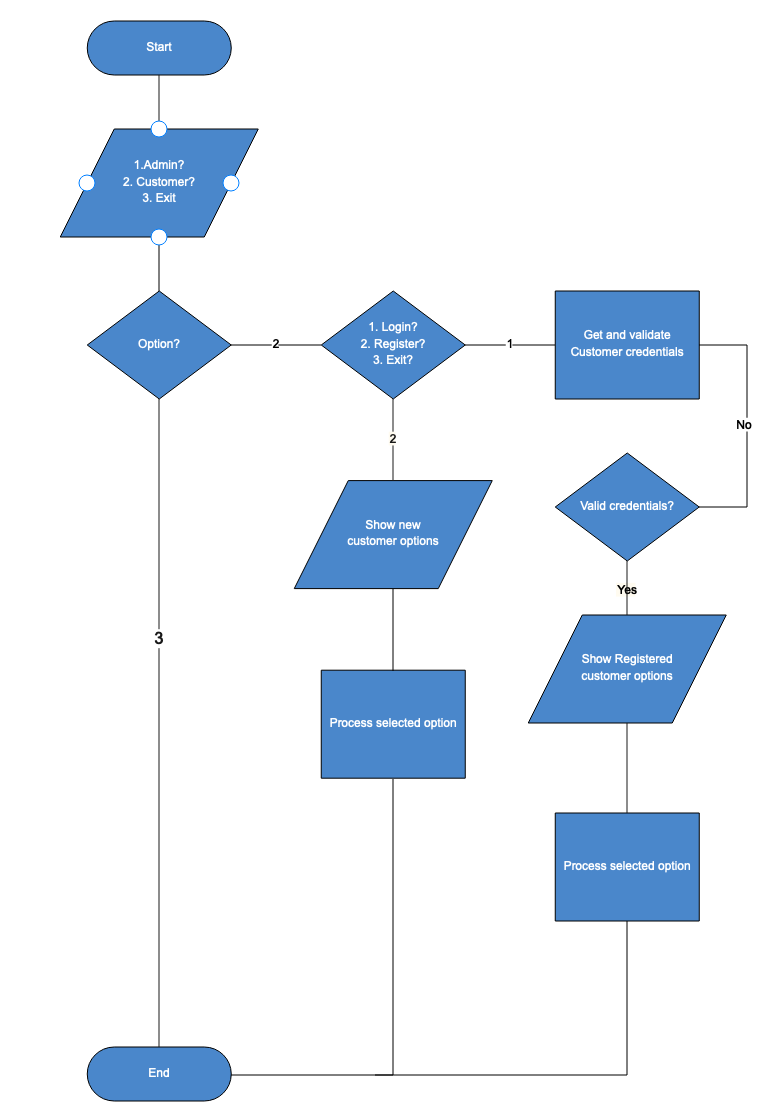 Start
1.Admin?
2. Customer?
3. Exit
Option?
2
1. Login?
2. Register?
3. Exit?
1
Get and validate
Customer credentials
No
2
Valid credentials?
Show new
customer options
Yes
3
Show Registered
customer options
Process selected option
Process selected option
End